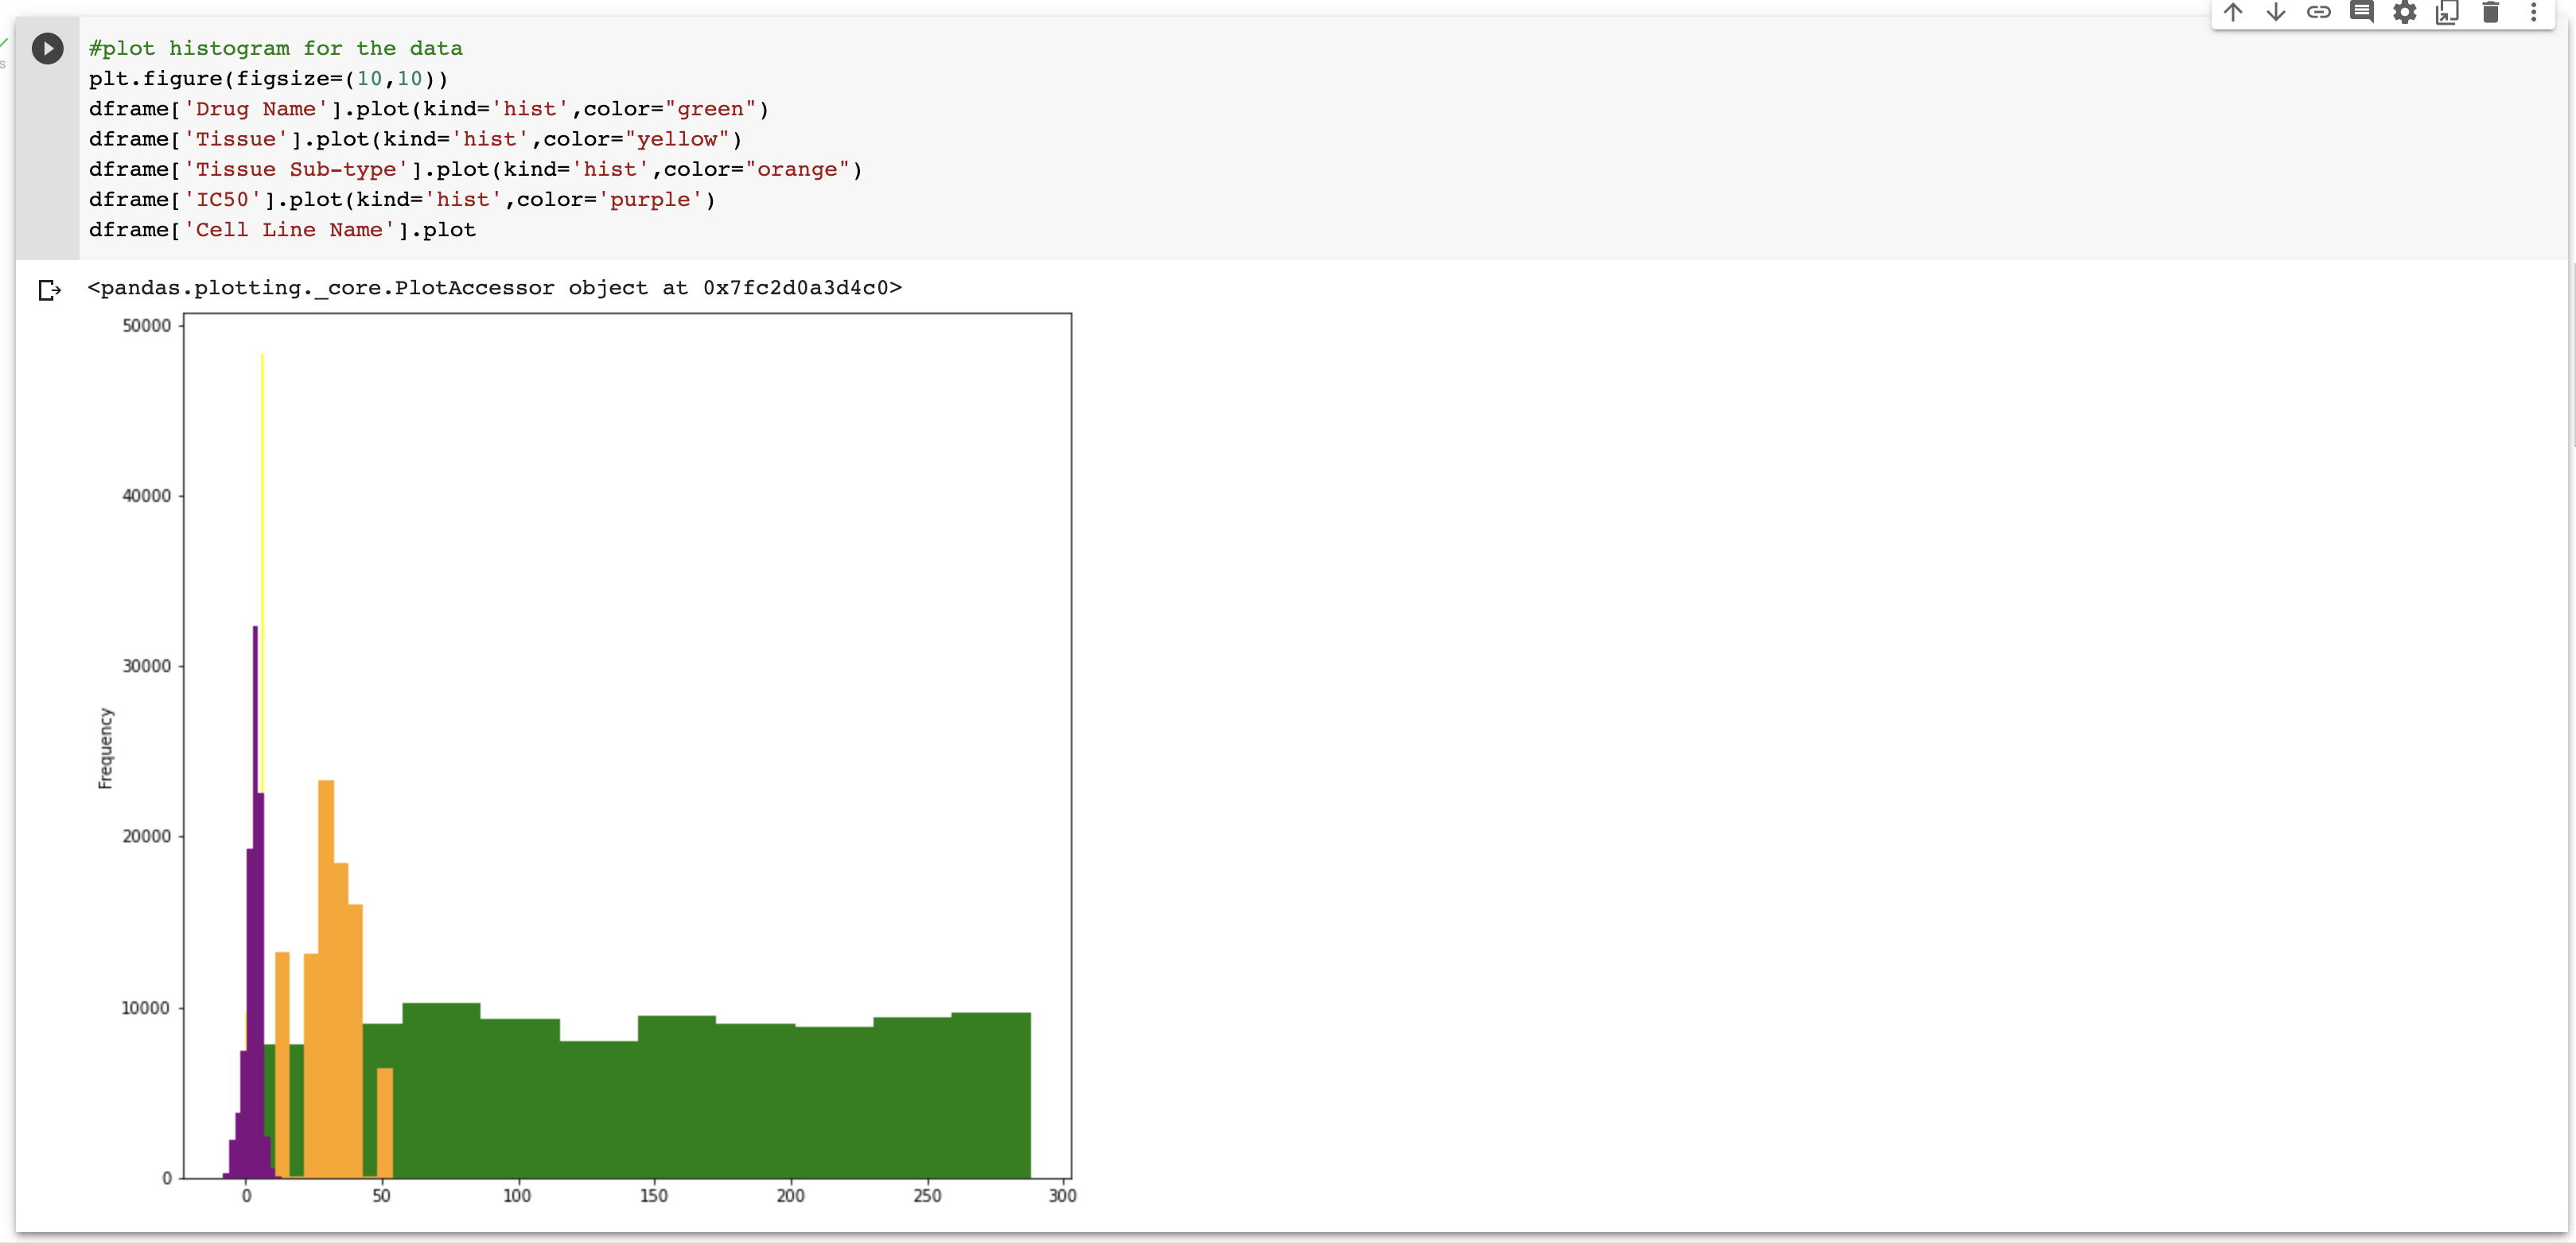 #plot histogram for the data
plt.figure(figsize=(10,10))
dframe['Drug Name'].plot(kind='hist',color="green")
dframe['Tissue'].plot(kind='hist',color="yellow")
dframe['Tissue Sub-type'].plot(kind='hist',color="orange")
dframe['IC50'].plot(kind='hist',color='purple')
dframe['Cell Line Name'].plot
s
<pandas.plotting._core.PlotAccessor object at 0x7fc2d0a3d4c0>
50000
40000
30000
Frequency
20000
10000
0
0 50 100 150 200 250 300